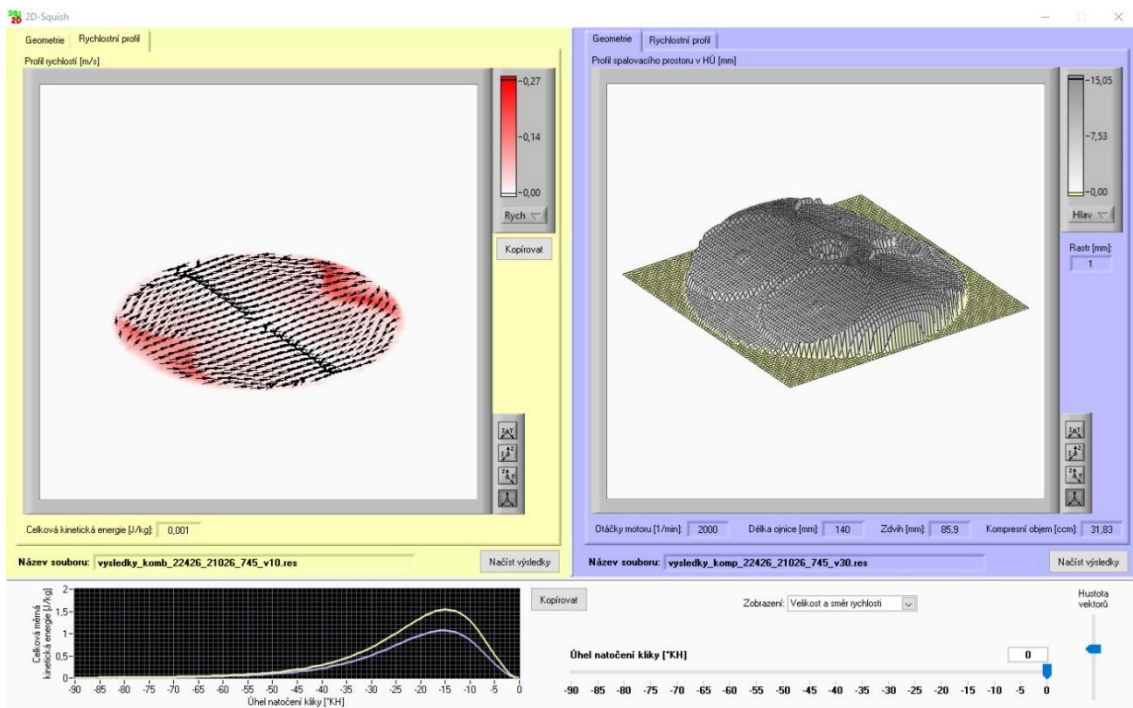 2D-Squish
Geometrie Rychlostní profil
Profil rychlostí [m/s]
0,27
0,14
0,00
Rych
Kopírovat
Celková kinetická energie [J/kg]: 0,001
Název souboru: vysledky_komb_22426_21026_745_v10.res Načíst výsledky
Geometrie Rychlostní profil
Profil spalovacího prostoru v HÚ [mm]
15,05
7,53
0,00
Hlav
Rastr [mm]:
1
Otáčky motoru [1/min]: 2000 Délka ojnice [mm]: 140 Zdvih [mm]: 85,9 Kompresní objem [ccm]: 31,83
Název souboru: vysledky_komp_22426_21026_745_v30.res Načíst výsledky
Celková měrná
kinetická energie [J/kg]
2
1,5
1
0,5
0
-90 -85 -80 -75 -70 -65 -60 -55 -50 -45 -40 -35 -30 -25 -20 -15 -10 -5 0
Úhel natočení kliky [°KH]
Kopírovat
Zobrazení: Velikost a směr rychlosti
Hustota
vektorů
Úhel natočení kliky [°KH] 0
-90 -85 -80 -75 -70 -65 -60 -55 -50 -45 -40 -35 -30 -25 -20 -15 -10 -5 0